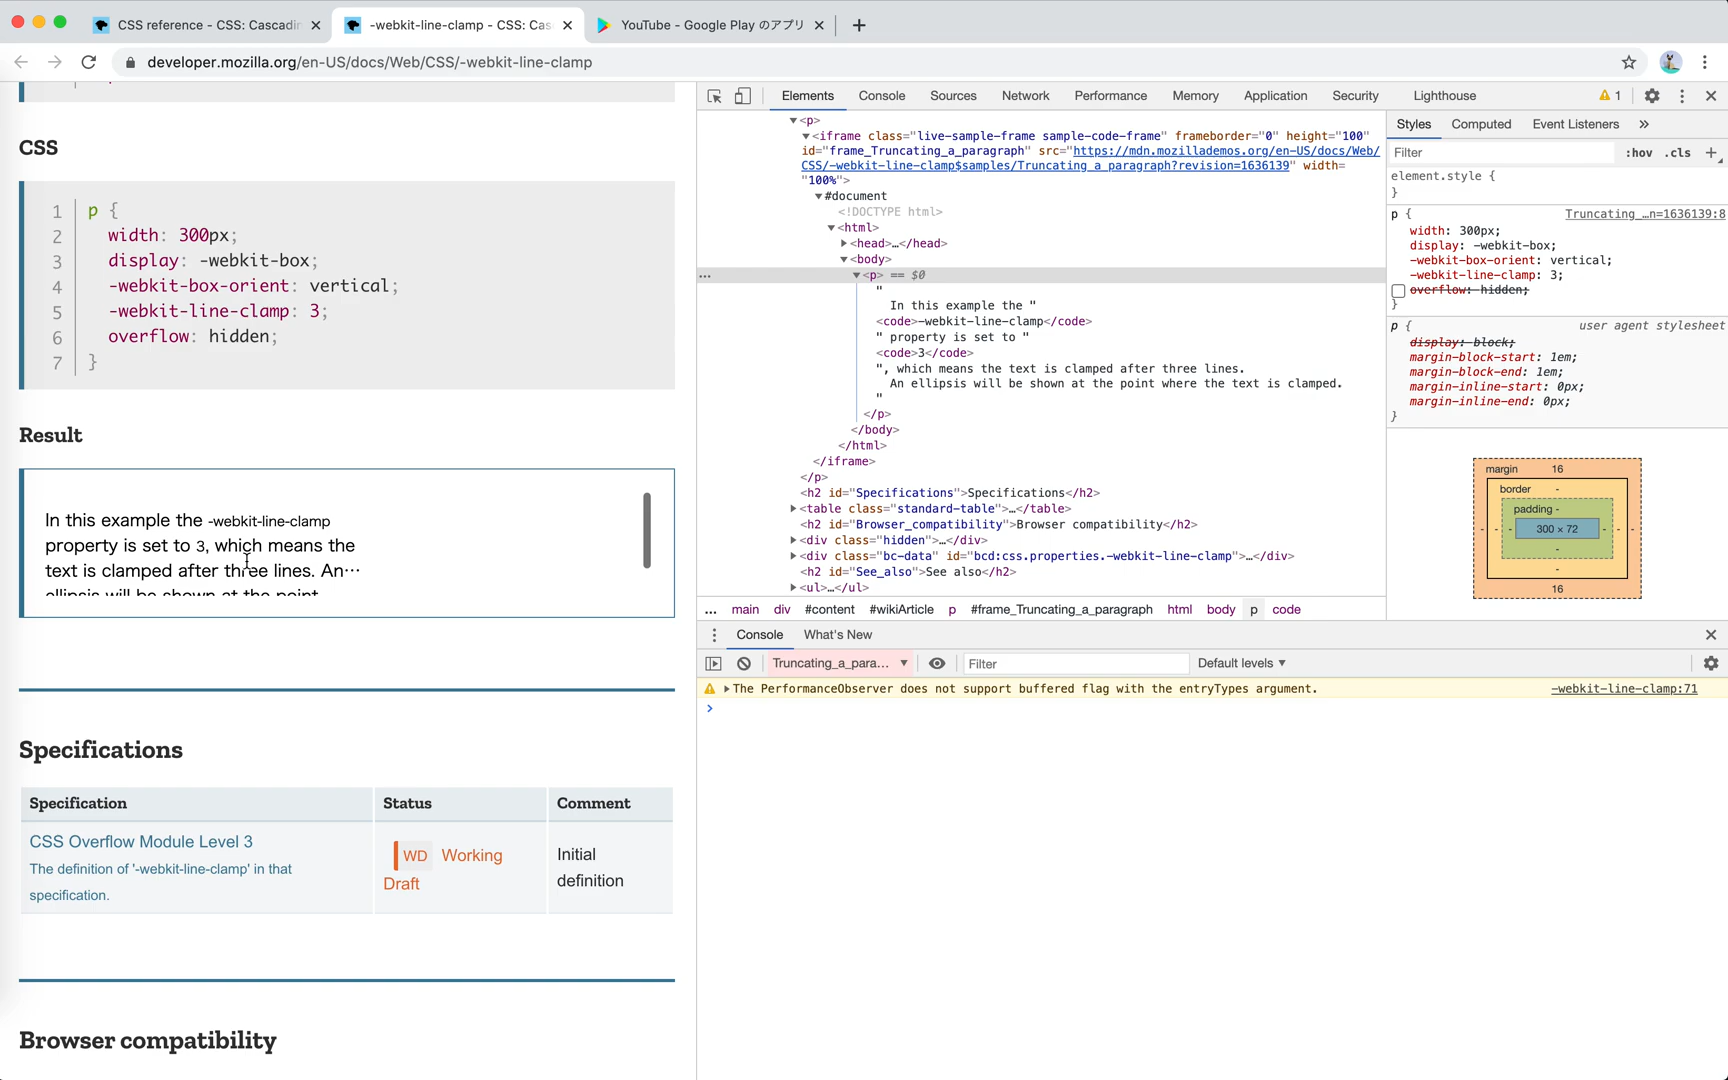 CSS reference - CSS: Cascadin
-webkit-line-clamp - CSS: Cas
YouTube - Google Play のアプリ
developer.mozilla.org/en-US/docs/Web/CSS/-webkit-line-clamp
CSS
1 p {
2 width: 300px;
3 display: -webkit-box;
4 -webkit-box-orient: vertical;
5 -webkit-line-clamp: 3;
6 overflow: hidden;
7 }
Result
In this example the -webkit-line-clamp
property is set to 3, which means the
text is clamped after three lines. An…
ellipsis will be shown at the point
Specifications
Specification Status Comment
CSS Overflow Module Level 3
The definition of '-webkit-line-clamp' in that
specification.
WD Working
Draft
Initial
definition
Browser compatibility
Elements Console Sources Network Performance Memory Application Security Lighthouse 1
<p>
<iframe class="live-sample-frame sample-code-frame" frameborder="0" height="100"
id="frame_Truncating_a_paragraph" src="https://mdn.mozillademos.org/en-US/docs/Web/
CSS/-webkit-line-clamp$samples/Truncating_a_paragraph?revision=1636139" width=
"100%">
#document
<!DOCTYPE html>
<html>
<head>…</head>
<body>
… <p> == $0
"
In this example the "
<code>-webkit-line-clamp</code>
" property is set to "
<code>3</code>
", which means the text is clamped after three lines.
An ellipsis will be shown at the point where the text is clamped.
"
</p>
</body>
</html>
</iframe>
</p>
<h2 id="Specifications">Specifications</h2>
<table class="standard-table">…</table>
<h2 id="Browser_compatibility">Browser compatibility</h2>
<div class="hidden">…</div>
<div class="bc-data" id="bcd:css.properties.-webkit-line-clamp">…</div>
<h2 id="See_also">See also</h2>
<ul>…</ul>
… main div #content #wikiArticle p #frame_Truncating_a_paragraph html body p code
Styles Computed Event Listeners »
Filter :hov .cls +
element.style {
}
p { Truncating_…n=1636139:8
width: 300px;
display: -webkit-box;
-webkit-box-orient: vertical;
-webkit-line-clamp: 3;
overflow: hidden;
}
p { user agent stylesheet
display: block;
margin-block-start: 1em;
margin-block-end: 1em;
margin-inline-start: 0px;
margin-inline-end: 0px;
}
margin 16
border -
padding -
- - - 300 × 72 - - -
-
-
16
Console What's New
Truncating_a_para… ▼ Filter Default levels ▼
The PerformanceObserver does not support buffered flag with the entryTypes argument. -webkit-line-clamp:71
>